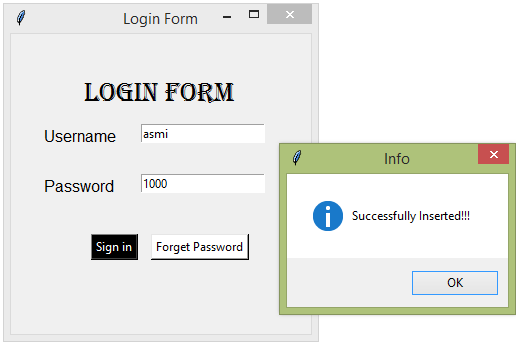 Login Form
LOGIN FORM
Username asmi
Password 1000
Sign in Forget Password
Info
Successfully Inserted!!!
OK